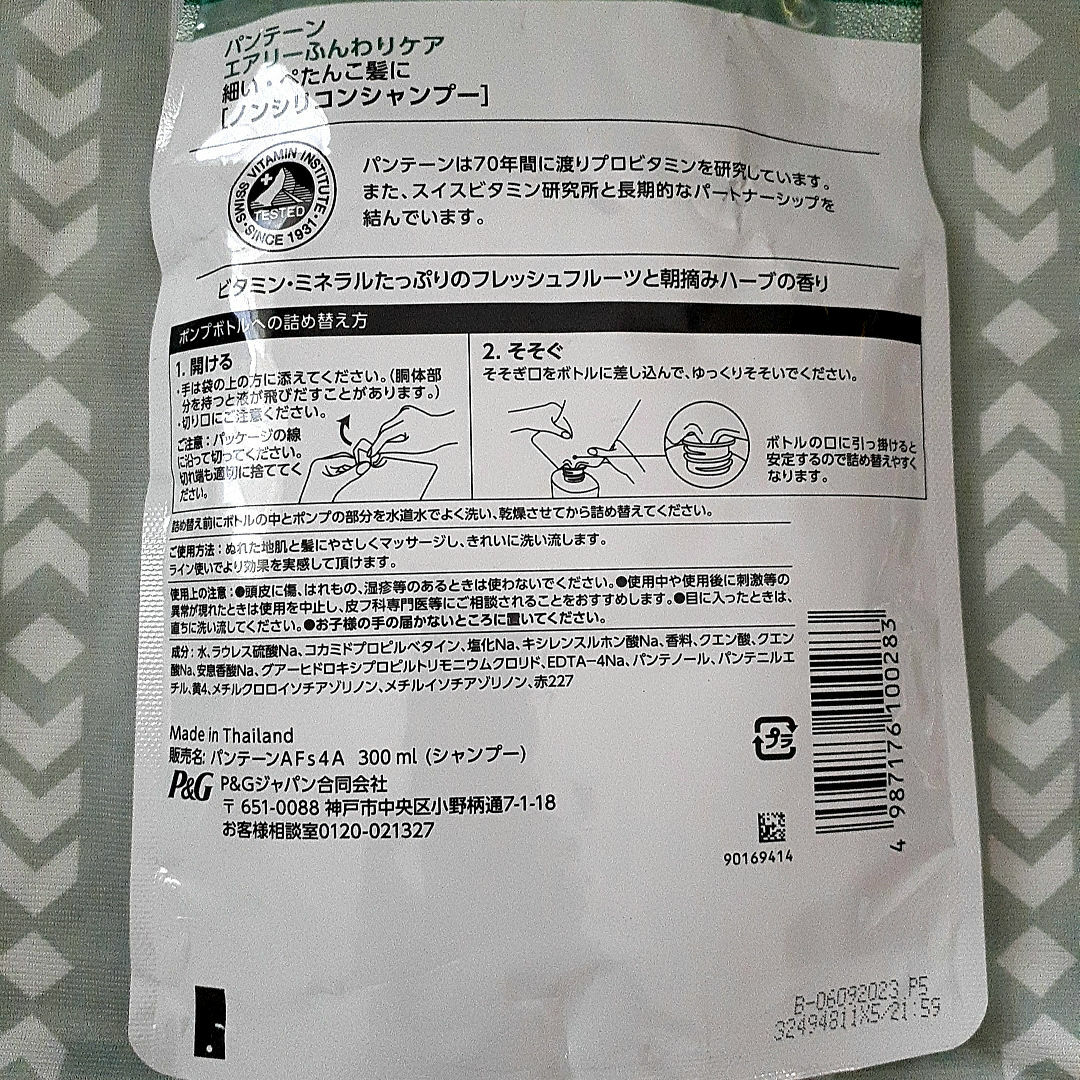 パンテーン
エアリーふんわりケア
細い・ぺたんこ髪に
[ノンシリコンシャンプー]
SWISS VITAMIN INSTITUTE
TESTED
SINCE 1931
パンテーンは70年間に渡りプロビタミンを研究しています。
また、スイスビタミン研究所と長期的なパートナーシップを
結んでいます。
ビタミン・ミネラルたっぷりのフレッシュフルーツと朝摘みハーブの香り
ポンプボトルへの詰め替え方
1. 開ける
・手は袋の上の方に添えてください。(胴体部
分を持つと液が飛びだすことがあります。)
・切り口にご注意ください。
ご注意：パッケージの線
に沿って切ってください。
切れ端も適切に捨ててく
ださい。
2. そそぐ
そそぎ口をボトルに差し込んで、ゆっくりそそいでください。
ボトルの口に引っ掛けると
安定するので詰め替えやすく
なります。
詰め替え前にボトルの中とポンプの部分を水道水でよく洗い、乾燥させてから詰め替えてください。
ご使用方法：ぬれた地肌と髪にやさしくマッサージし、きれいに洗い流します。
ライン使いでより効果を実感して頂けます。
使用上の注意：●頭皮に傷、はれもの、湿疹等のあるときは使わないでください。●使用中や使用後に刺激等の
異常が現れたときは使用を中止し、皮フ科専門医等にご相談されることをおすすめします。●目に入ったときは、
直ちに洗い流してください。●お子様の手の届かないところに置いてください。
成分：水、ラウレス硫酸Na、コカミドプロピルベタイン、塩化Na、キシレンスルホン酸Na、香料、クエン酸、クエン
酸Na、安息香酸Na、グアーヒドロキシプロピルトリモニウムクロリド、EDTA−4Na、パンテノール、パンテニルエ
チル、黄4、メチルクロロイソチアゾリノン、メチルイソチアゾリノン、赤227
Made in Thailand
販売名: パンテーンAFs4A 300 ml (シャンプー)
P&G P&Gジャパン合同会社
〒651-0088 神戸市中央区小野柄通7-1-18
お客様相談室0120-021327
プラ
4 987176 100283
90169414
B-06092023 P5
32494811X5/21:59